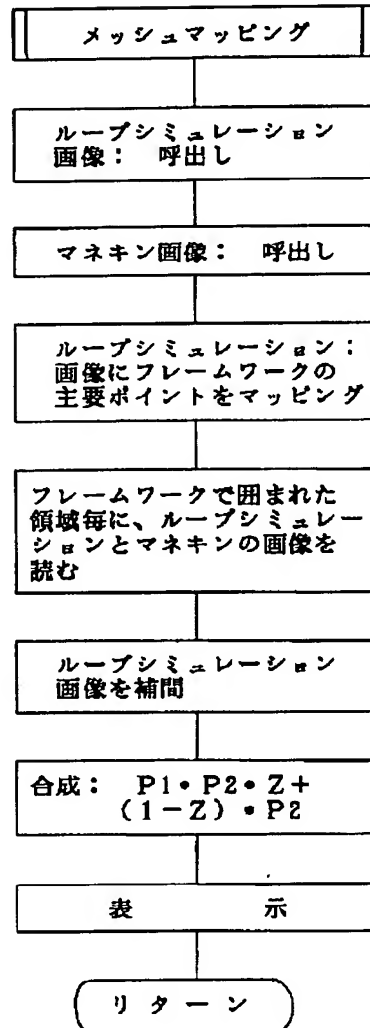 メッシュマッピング
ループシミュレーション
画像： 呼出し
マネキン画像： 呼出し
ループシミュレーション：
画像にフレームワークの
主要ポイントをマッピング
フレームワークで囲まれた
領域毎に、ループシミュレー
ションとマネキンの画像を
読む
ループシミュレーション
画像を補間
合成： P1・P2・Z＋
（1－Z）・P2
表 示
リターン